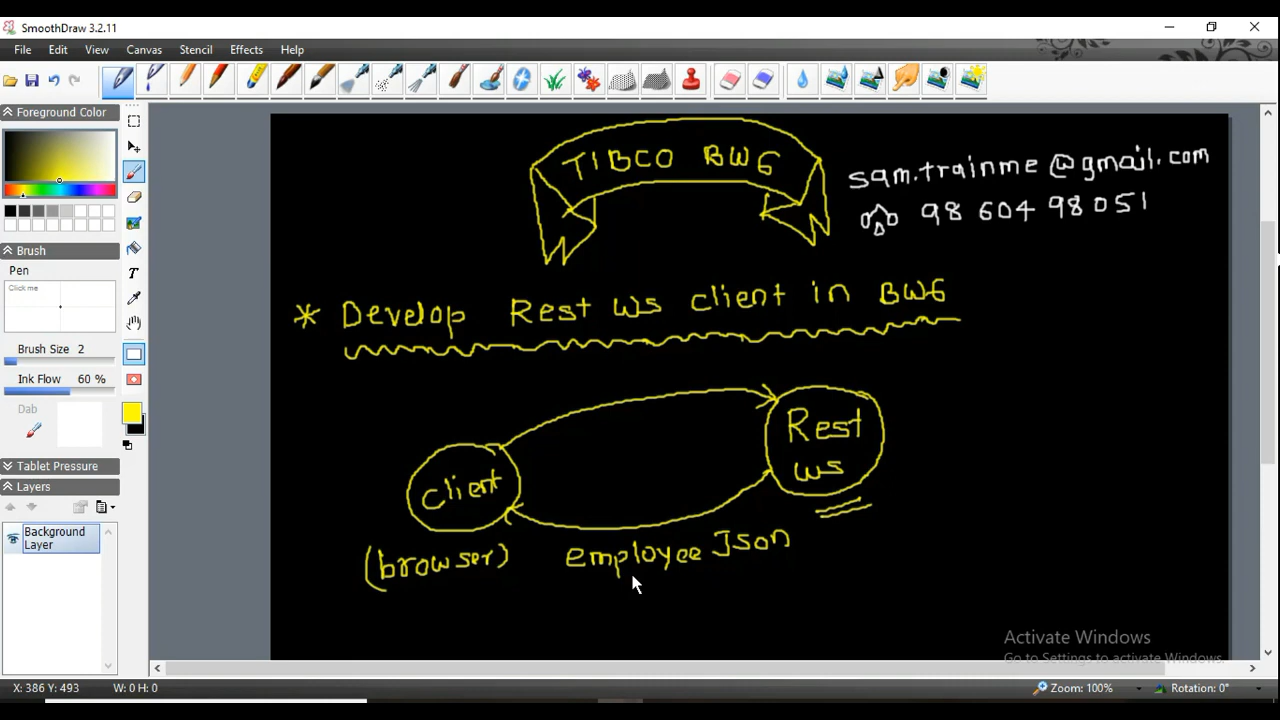 SmoothDraw 3.2.11
File Edit View Canvas Stencil Effects Help
Foreground Color
Brush
Pen
Click me
Brush Size 2
Ink Flow 60 %
Dab
Tablet Pressure
Layers
Background
Layer
TIBCO BW6
sam.trainme@gmail.com
98 604 98 051
* Develop Rest WS client in BW6
Rest
WS
client
(browser)
employee Json
Activate Windows
Go to Settings to activate Windows.
X: 386 Y: 493 W: 0 H: 0 Zoom: 100% Rotation: 0°